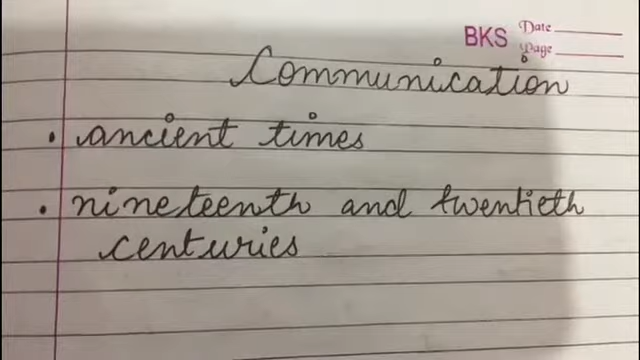 BKS Date
Page
Communication
• ancient times
• nineteenth and twentieth
centuries